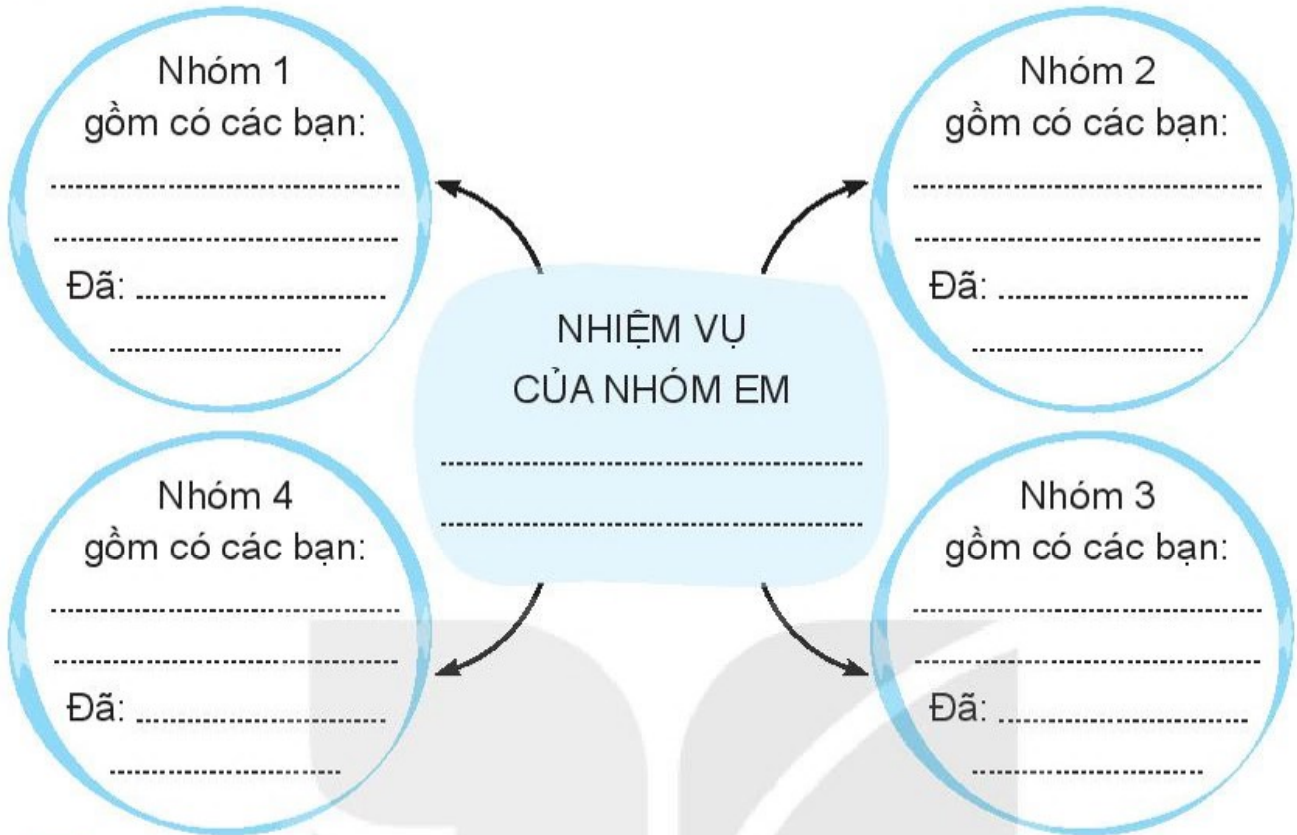 Nhóm 1
gồm có các bạn:
Đã:
Nhóm 2
gồm có các bạn:
Đã:
NHIỆM VỤ
CỦA NHÓM EM
Nhóm 4
gồm có các bạn:
Đã:
Nhóm 3
gồm có các bạn:
Đã: